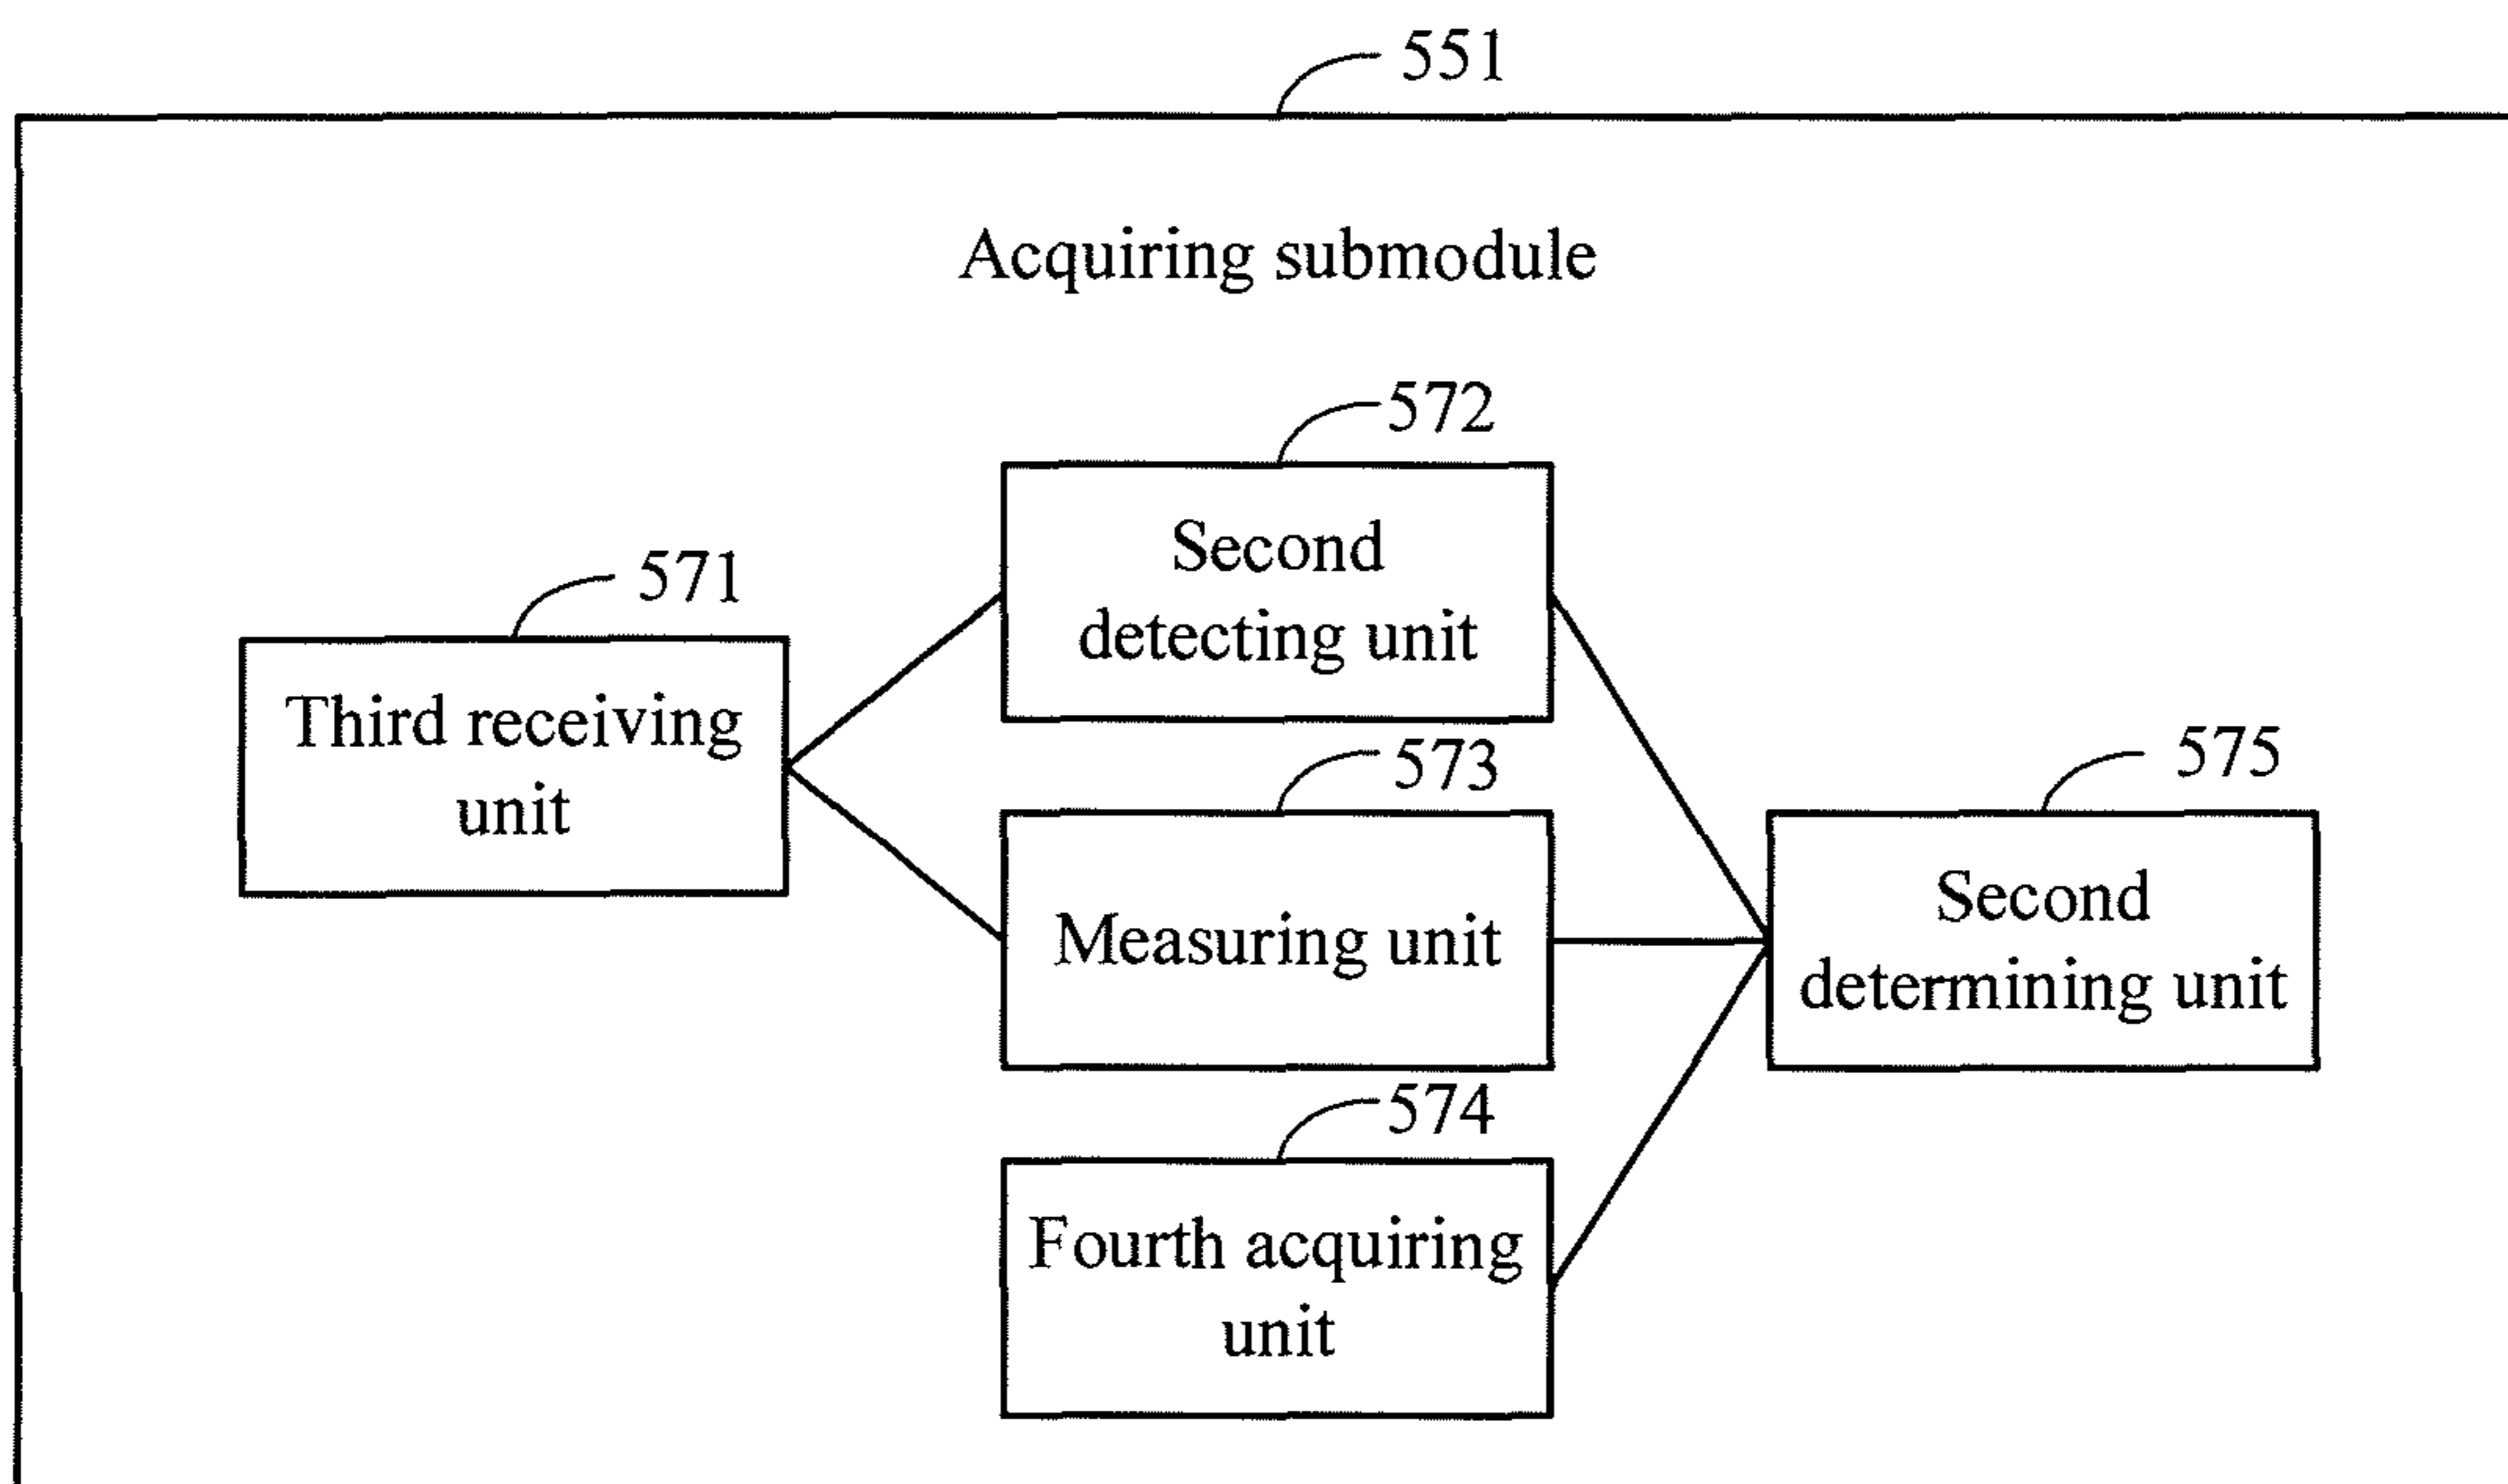 551
Acquiring submodule
572
Second
detecting unit
571
Third receiving
unit
573
Measuring unit
575
Second
determining unit
574
Fourth acquiring
unit